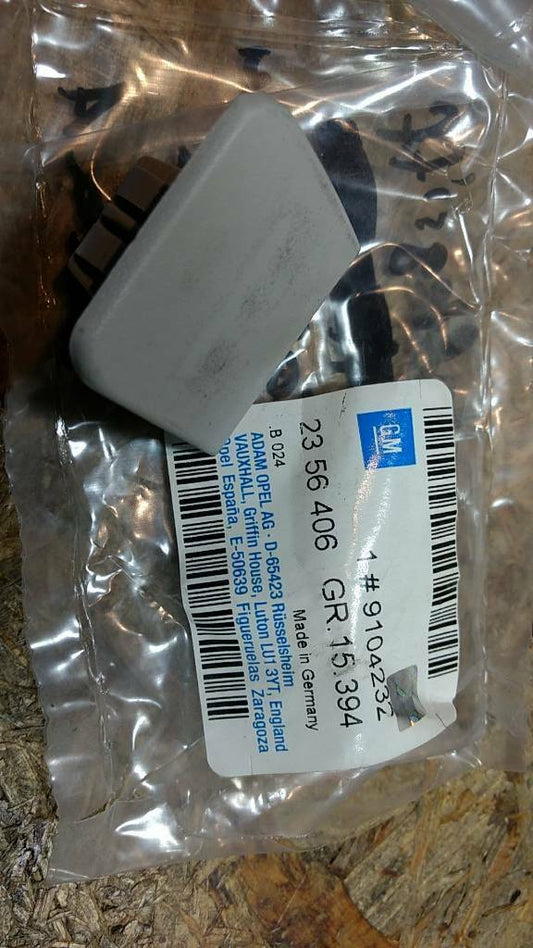 GM
1 # 9104232
23 56 406 GR. 15.394
Made in Germany
.B 024
ADAM OPEL AG · D-65423 Rüsselsheim
VAUXHALL, Griffin House, Luton LU1 3YT, England
Opel España, E-50639 Figueruelas Zaragoza